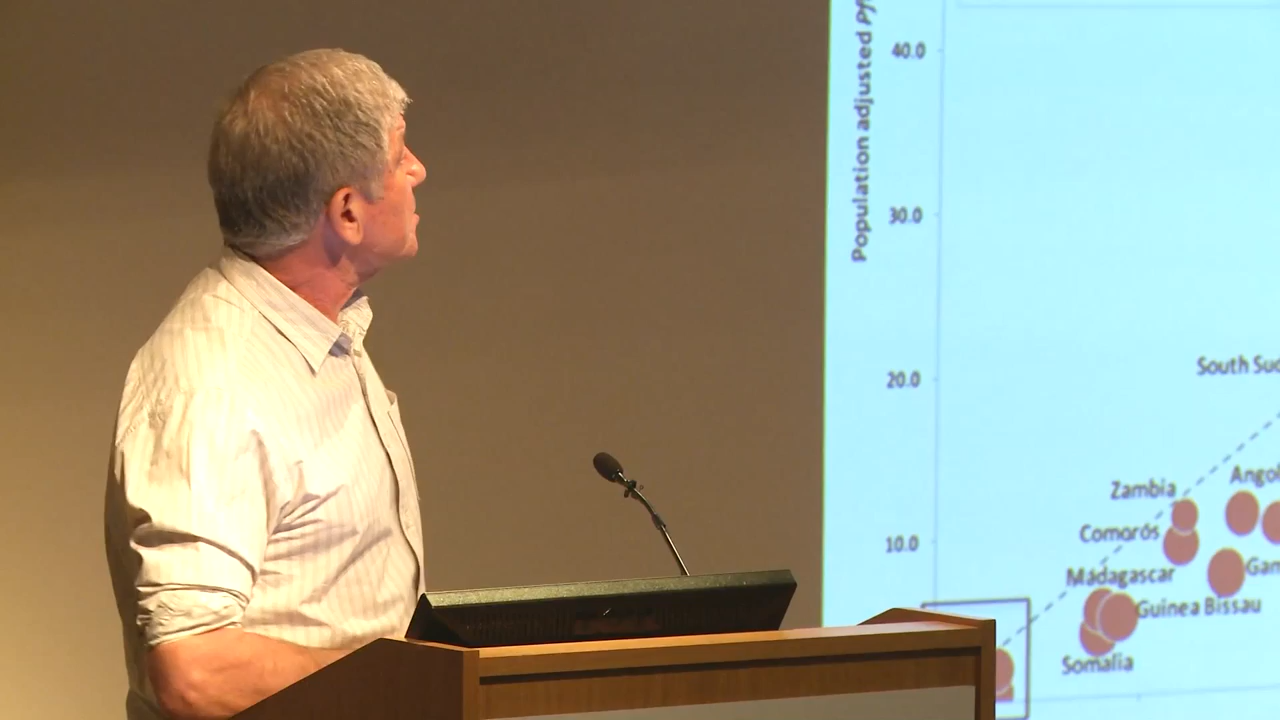 Population adjusted Pf
40.0
30.0
20.0
10.0
South Sud
Zambia
Angol
Comoros
Gam
Madagascar
Guinea Bissau
Somalia